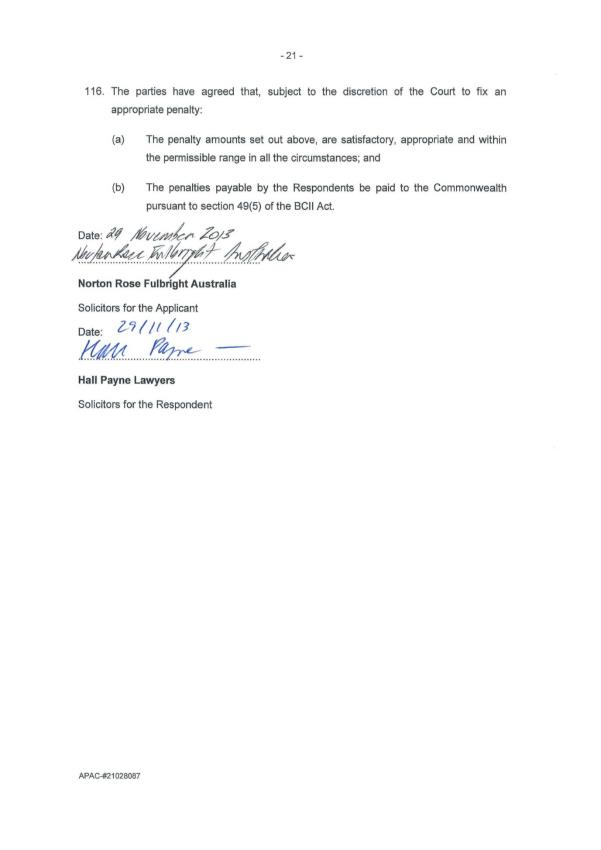 - 21 -
116. The parties have agreed that, subject to the discretion of the Court to fix an
appropriate penalty:
(a) The penalty amounts set out above, are satisfactory, appropriate and within
the permissible range in all the circumstances; and
(b) The penalties payable by the Respondents be paid to the Commonwealth
pursuant to section 49(5) of the BCII Act.
Date: 29 November 2013
Norton Rose Fulbright Australia
Norton Rose Fulbright Australia
Solicitors for the Applicant
Date: 29/11/13
Hall Payne
Hall Payne Lawyers
Solicitors for the Respondent
APAC-#21028087